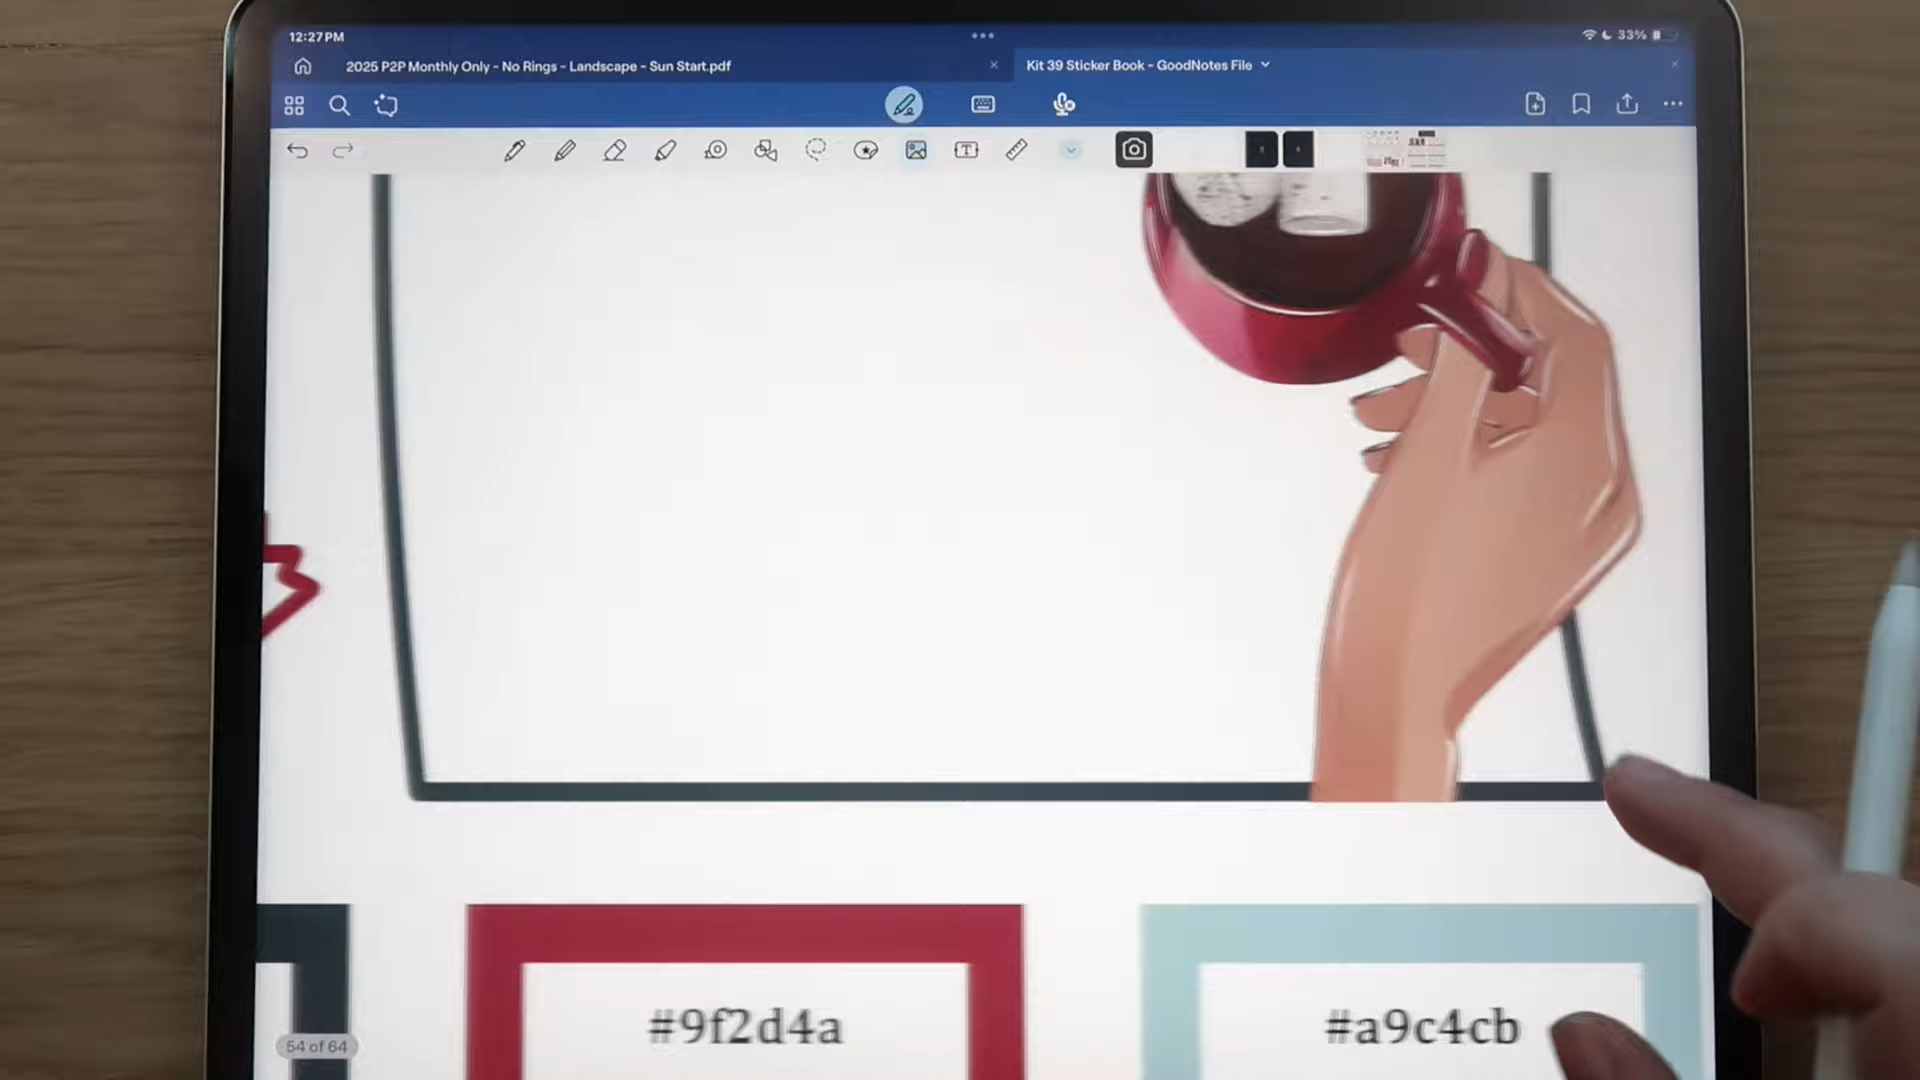 12:27 PM
33%
2025 P2P Monthly Only - No Rings - Landscape - Sun Start.pdf
Kit 39 Sticker Book - GoodNotes File
#9f2d4a
#a9c4cb
54 of 64